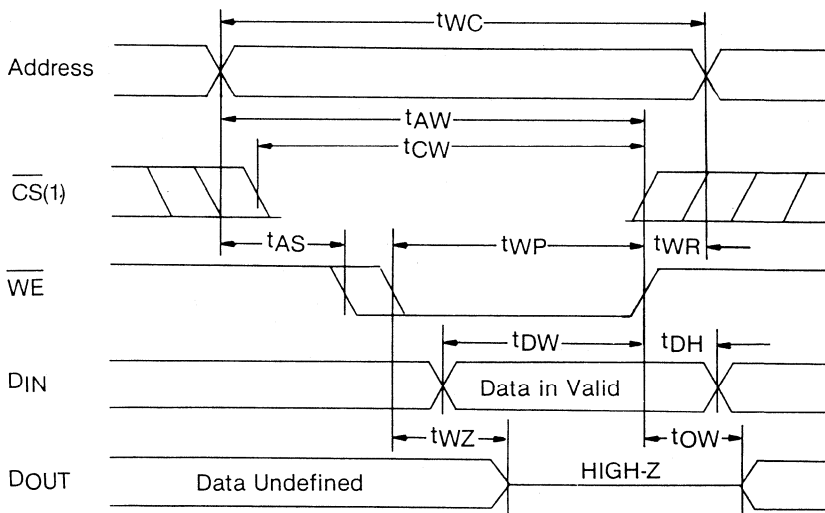 tWC
Address
tAW
tCW
CS(1)
tAS
tWP
tWR
WE
tDW
tDH
DIN
Data in Valid
tWZ
tOW
DOUT
Data Undefined
HIGH-Z